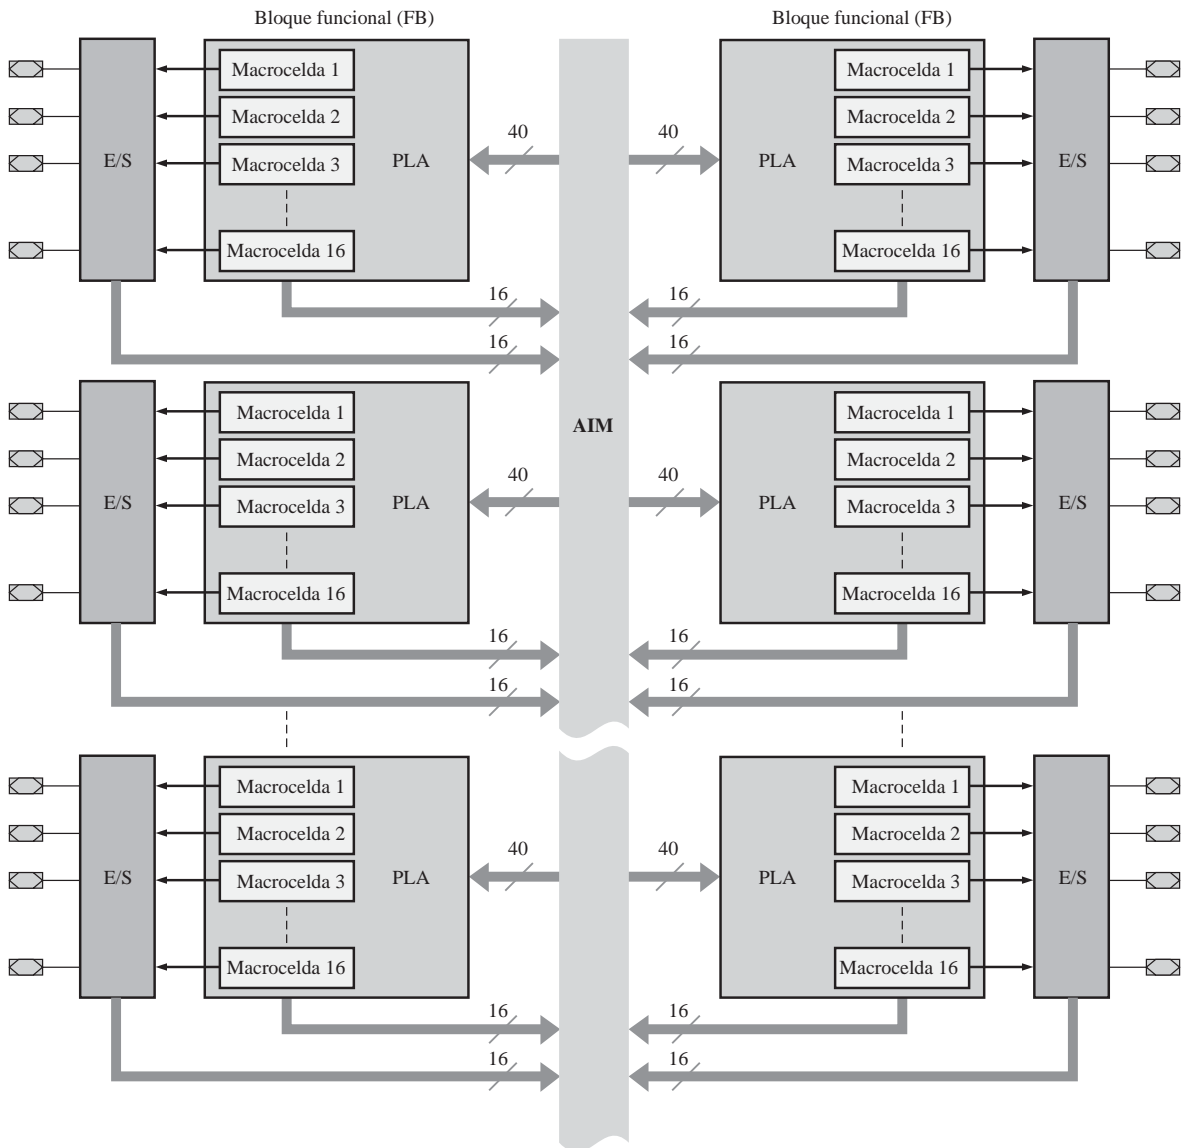 Bloque funcional (FB)
Bloque funcional (FB)
Macrocelda 1
Macrocelda 2
Macrocelda 3
Macrocelda 16
E/S
PLA
40
40
PLA
Macrocelda 1
Macrocelda 2
Macrocelda 3
Macrocelda 16
E/S
16
16
16
16
AIM
Macrocelda 1
Macrocelda 2
Macrocelda 3
Macrocelda 16
E/S
PLA
40
40
PLA
Macrocelda 1
Macrocelda 2
Macrocelda 3
Macrocelda 16
E/S
16
16
16
16
Macrocelda 1
Macrocelda 2
Macrocelda 3
Macrocelda 16
E/S
PLA
40
40
PLA
Macrocelda 1
Macrocelda 2
Macrocelda 3
Macrocelda 16
E/S
16
16
16
16